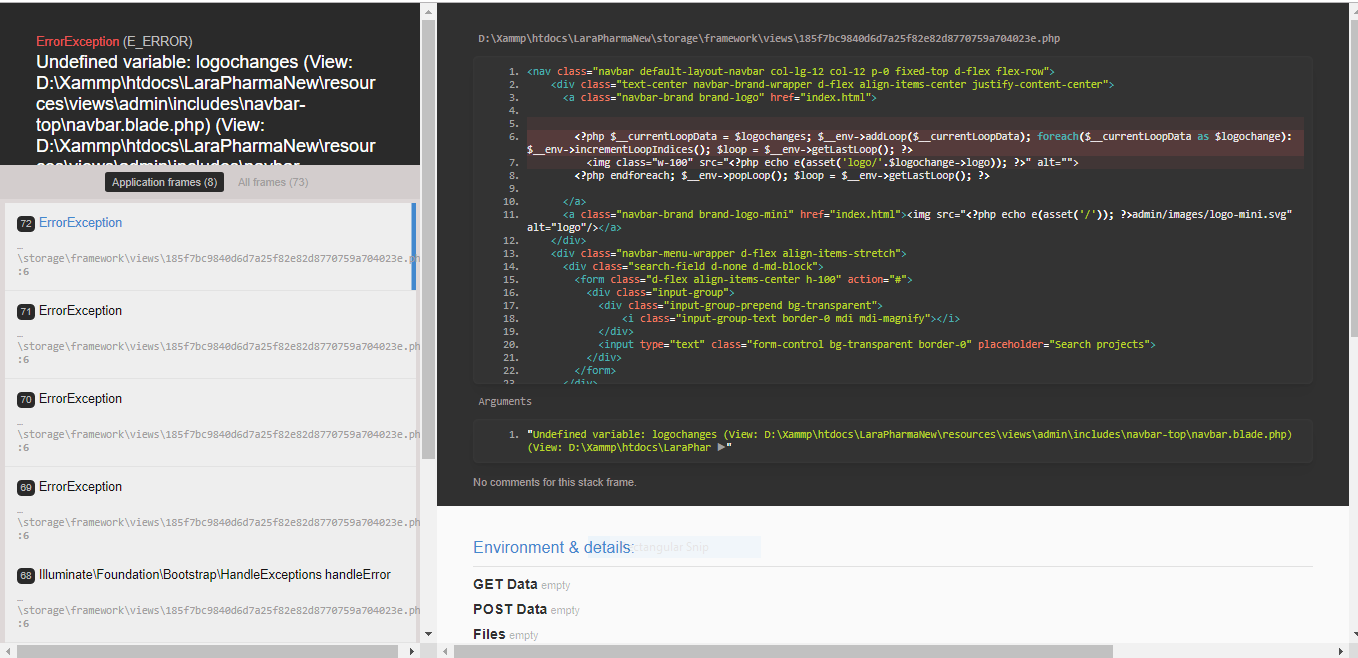 ErrorException (E_ERROR)
Undefined variable: logochanges (View:
D:\Xammp\htdocs\LaraPharmaNew\resour
ces\views\admin\includes\navbar-
top\navbar.blade.php) (View:
D:\Xammp\htdocs\LaraPharmaNew\resour
ces\views\admin\includes\navbar-
Application frames (8) All frames (73)
72 ErrorException
…
\storage\framework\views\185f7bc9840d6d7a25f82e82d8770759a704023e.ph
:6
71 ErrorException
…
\storage\framework\views\185f7bc9840d6d7a25f82e82d8770759a704023e.ph
:6
70 ErrorException
…
\storage\framework\views\185f7bc9840d6d7a25f82e82d8770759a704023e.ph
:6
69 ErrorException
…
\storage\framework\views\185f7bc9840d6d7a25f82e82d8770759a704023e.ph
:6
68 Illuminate\Foundation\Bootstrap\HandleExceptions handleError
…
\storage\framework\views\185f7bc9840d6d7a25f82e82d8770759a704023e.ph
:6
D:\Xammp\htdocs\LaraPharmaNew\storage\framework\views\185f7bc9840d6d7a25f82e82d8770759a704023e.php
1. <nav class="navbar default-layout-navbar col-lg-12 col-12 p-0 fixed-top d-flex flex-row">
2. <div class="text-center navbar-brand-wrapper d-flex align-items-center justify-content-center">
3. <a class="navbar-brand brand-logo" href="index.html">
4.
5.
6. <?php $__currentLoopData = $logochanges; $__env->addLoop($__currentLoopData); foreach($__currentLoopData as $logochange):
$__env->incrementLoopIndices(); $loop = $__env->getLastLoop(); ?>
7. <img class="w-100" src="<?php echo e(asset('logo/'.$logochange->logo)); ?>" alt="">
8. <?php endforeach; $__env->popLoop(); $loop = $__env->getLastLoop(); ?>
9.
10. </a>
11. <a class="navbar-brand brand-logo-mini" href="index.html"><img src="<?php echo e(asset('/')); ?>admin/images/logo-mini.svg"
alt="logo"/></a>
12. </div>
13. <div class="navbar-menu-wrapper d-flex align-items-stretch">
14. <div class="search-field d-none d-md-block">
15. <form class="d-flex align-items-center h-100" action="#">
16. <div class="input-group">
17. <div class="input-group-prepend bg-transparent">
18. <i class="input-group-text border-0 mdi mdi-magnify"></i>
19. </div>
20. <input type="text" class="form-control bg-transparent border-0" placeholder="Search projects">
21. </div>
22. </form>
23. </div>
Arguments
1. "Undefined variable: logochanges (View: D:\Xammp\htdocs\LaraPharmaNew\resources\views\admin\includes\navbar-top\navbar.blade.php)
(View: D:\Xammp\htdocs\LaraPhar ▶"
No comments for this stack frame.
Environment & details:
Snip
GET Data empty
POST Data empty
Files empty